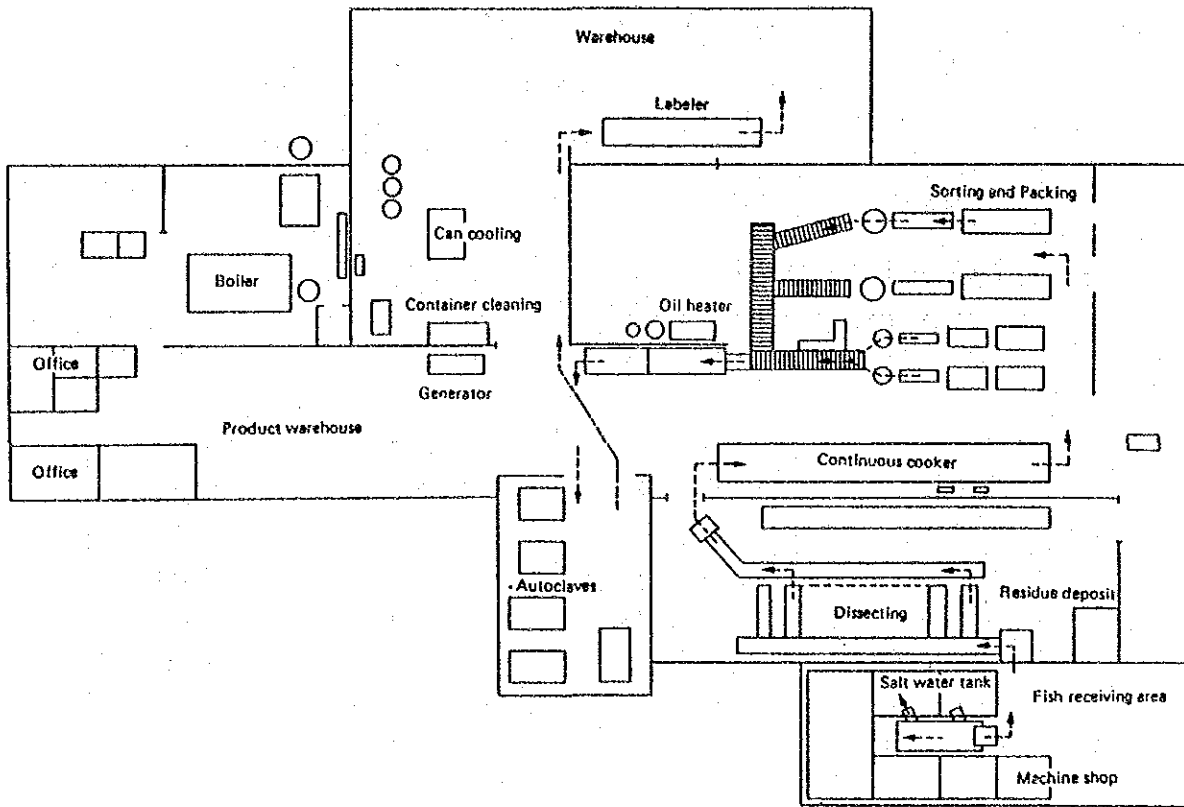 Warehouse
Labeler
Sorting and Packing
Can cooling
Boiler
Container cleaning
Oil heater
Office
Generator
Product warehouse
Office
Continuous cooker
Autoclaves
Dissecting
Residue deposit
Salt water tank
Fish receiving area
Machine shop